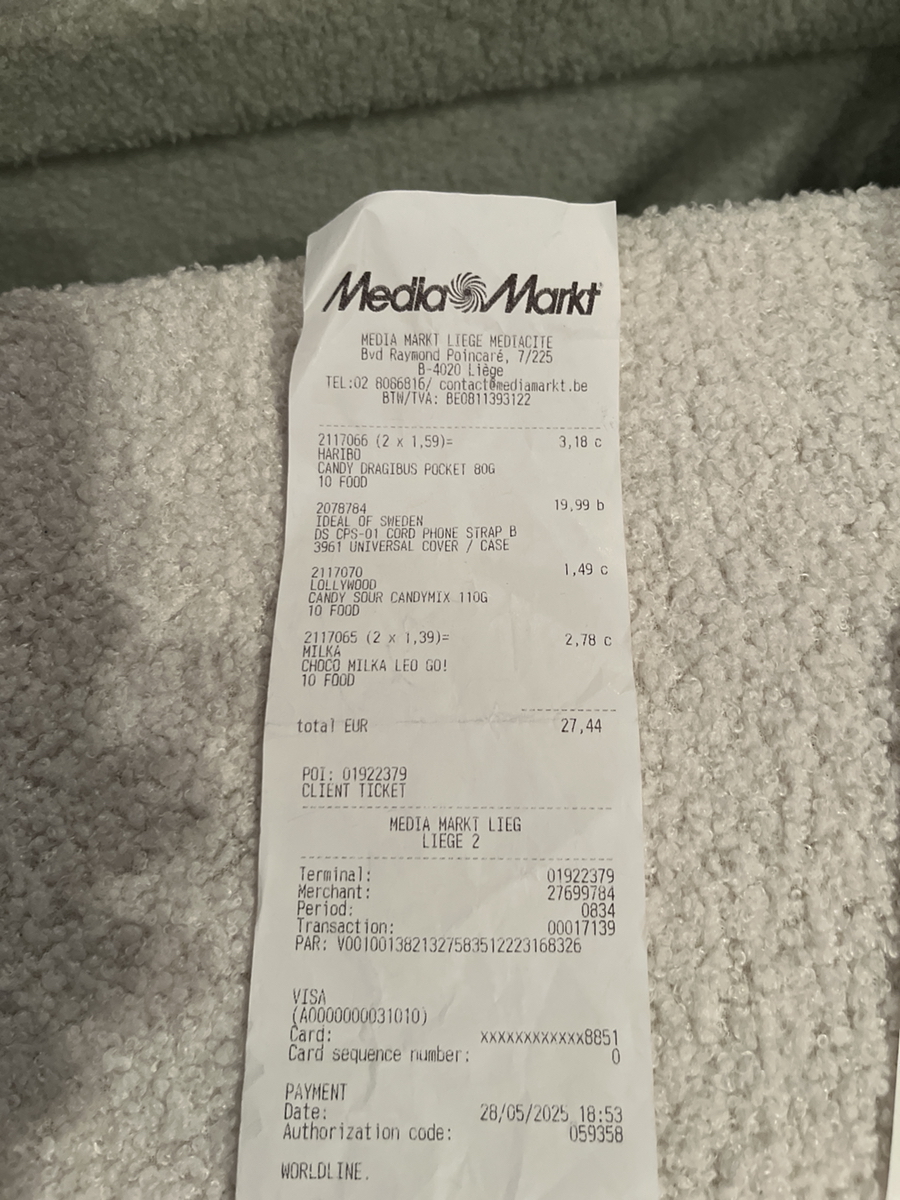 Media Markt
MEDIA MARKT LIEGE MEDIACITE
Bvd Raymond Poincaré, 7/225
B-4020 Liège
TEL:02 8086816/ contact@mediamarkt.be
BTW/TVA: BE0811393122
2117066 (2 x 1,59)= 3,18 c
HARIBO
CANDY DRAGIBUS POCKET 80G
10 FOOD
2078784 19,99 b
IDEAL OF SWEDEN
DS CPS-01 CORD PHONE STRAP B
3961 UNIVERSAL COVER / CASE
2117070 1,49 c
LOLLYWOOD
CANDY SOUR CANDYMIX 110G
10 FOOD
2117065 (2 x 1,39)= 2,78 c
MILKA
CHOCO MILKA LEO GO!
10 FOOD
total EUR 27,44
POI: 01922379
CLIENT TICKET
MEDIA MARKT LIEG
LIEGE 2
Terminal: 01922379
Merchant: 27699784
Period: 0834
Transaction: 00017139
PAR: V0010013821327583512223168326
VISA
(A0000000031010)
Card: xxxxxxxxxxxx8851
Card sequence number: 0
PAYMENT
Date: 28/05/2025 18:53
Authorization code: 059358
WORLDLINE.